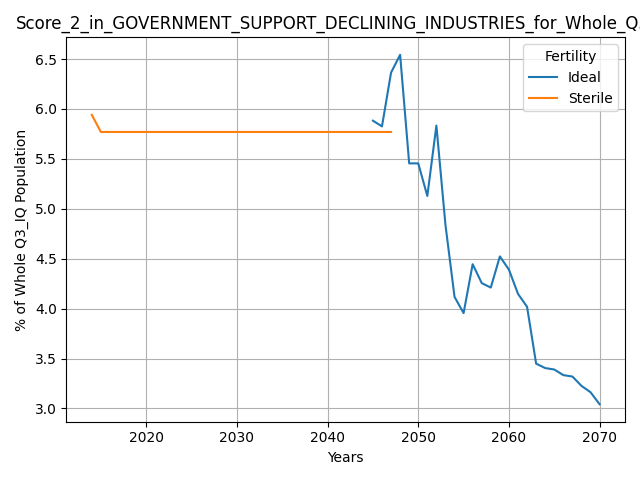 Score_2_in_GOVERNMENT_SUPPORT_DECLINING_INDUSTRIES_for_Whole_Q
Fertility
Ideal
Sterile
% of Whole Q3_IQ Population
6.5
6.0
5.5
5.0
4.5
4.0
3.5
3.0
2020 2030 2040 2050 2060 2070
Years